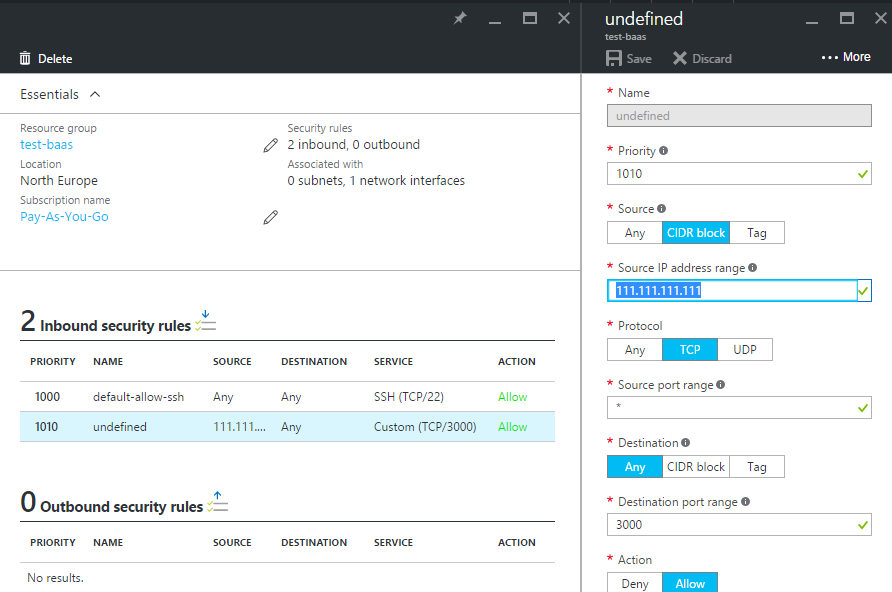 Delete
Essentials
Resource group
test-baas
Location
North Europe
Subscription name
Pay-As-You-Go
Security rules
2 inbound, 0 outbound
Associated with
0 subnets, 1 network interfaces
2 Inbound security rules
PRIORITY NAME SOURCE DESTINATION SERVICE ACTION
1000 default-allow-ssh Any Any SSH (TCP/22) Allow
1010 undefined 111.111.... Any Custom (TCP/3000) Allow
0 Outbound security rules
PRIORITY NAME SOURCE DESTINATION SERVICE ACTION
No results.
undefined
test-baas
Save Discard ••• More
* Name
undefined
* Priority
1010
* Source
Any CIDR block Tag
* Source IP address range
111.111.111.111
* Protocol
Any TCP UDP
* Source port range
*
* Destination
Any CIDR block Tag
* Destination port range
3000
* Action
Deny Allow